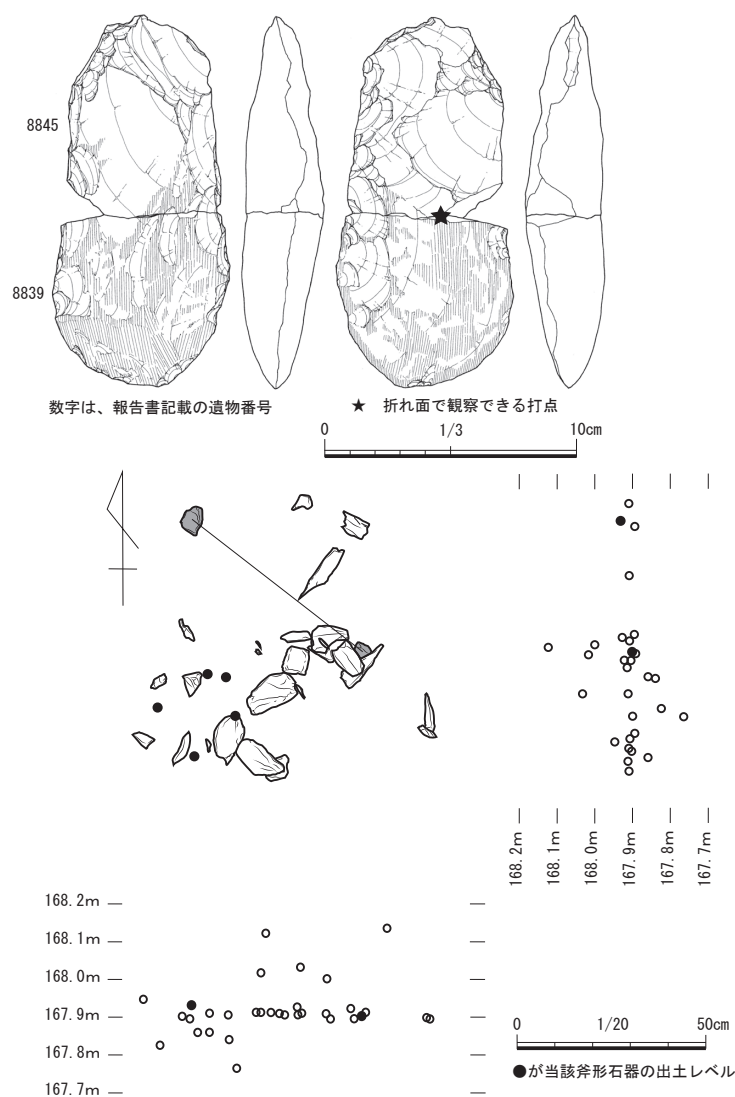 8845
8839
数字は、報告書記載の遺物番号
★ 折れ面で観察できる打点
0 1/3 10cm
168.2m
168.1m
168.0m
167.9m
167.8m
167.7m
168.2m
168.1m
168.0m
167.9m
167.8m
167.7m
0 1/20 50cm
●が当該斧形石器の出土レベル